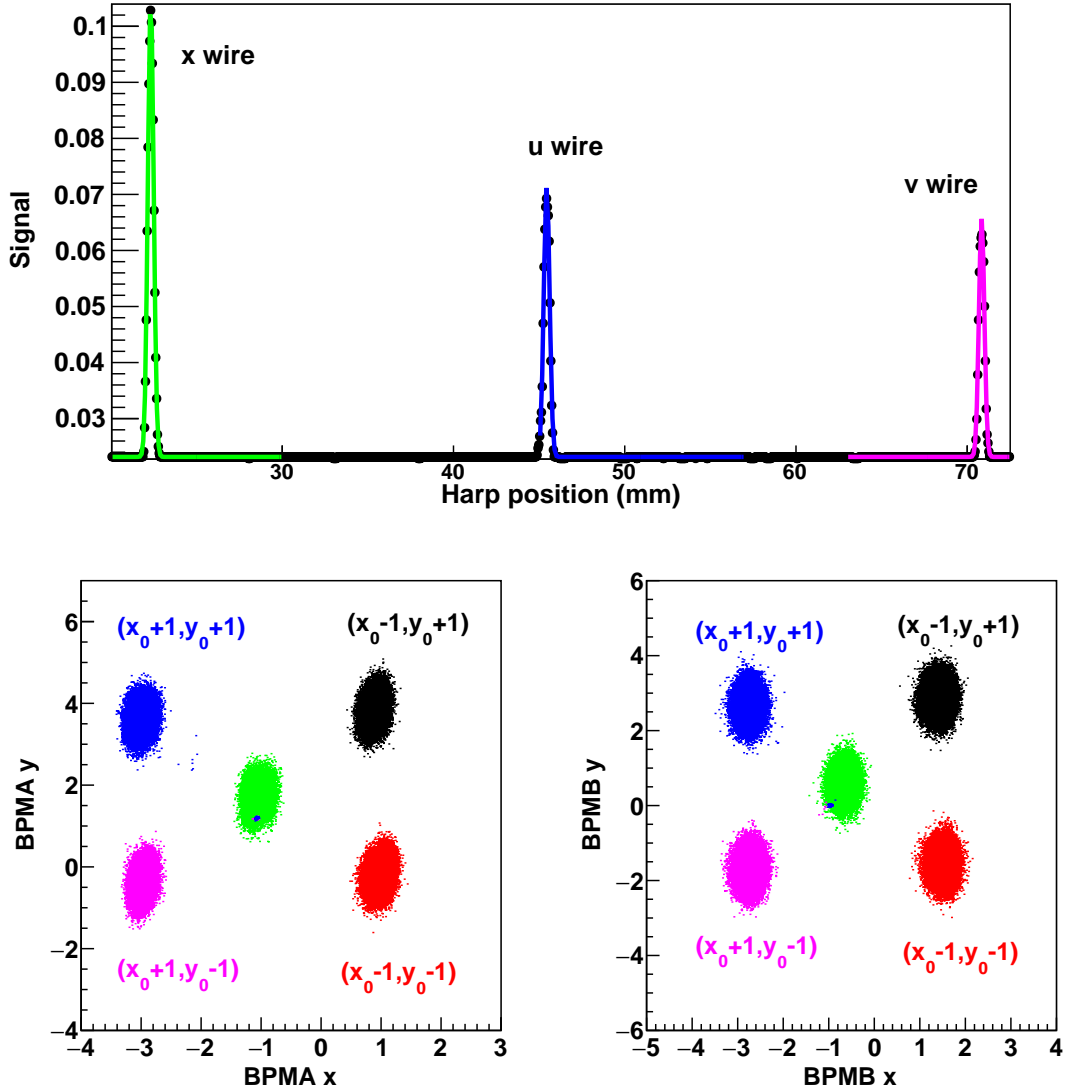 0.1
x wire
0.09
0.08
u wire
0.07
v wire
Signal
0.06
0.05
0.04
0.03
30
40
50
60
70
Harp position (mm)
6
(x0+1,y0+1)
(x0-1,y0+1)
4
BPMA y
2
0
−2
(x0+1,y0-1)
(x0-1,y0-1)
−4
−4 −3 −2 −1 0 1 2 3
BPMA x
6
(x0+1,y0+1)
(x0-1,y0+1)
4
2
BPMB y
0
−2
−4
(x0+1,y0-1)
(x0-1,y0-1)
−6
−5 −4 −3 −2 −1 0 1 2 3 4
BPMB x